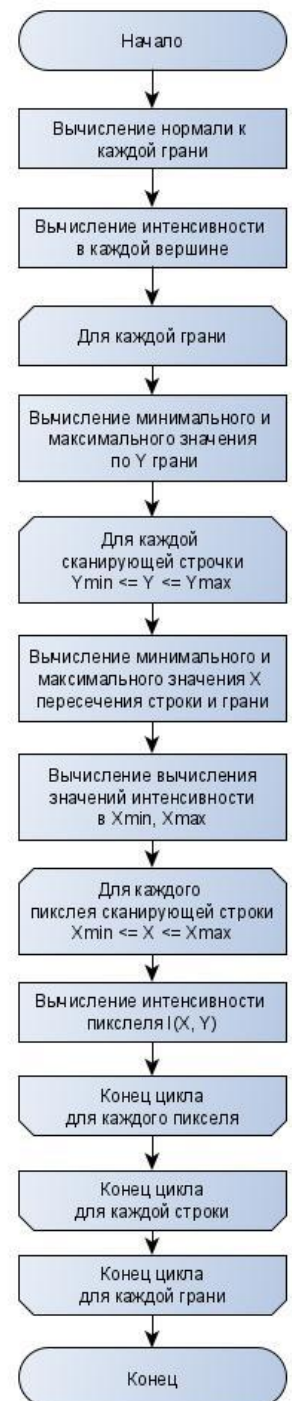 Начало
Вычисление нормали к
каждой грани
Вычисление интенсивности
в каждой вершине
Для каждой грани
Вычисление минимального и
максимального значения
по Y грани
Для каждой
сканирующей строчки
Ymin <= Y <= Ymax
Вычисление минимального и
максимального значения X
пересечения строки и грани
Вычисление вычисления
значений интенсивности
в Xmin, Xmax
Для каждого
пикслея сканирующей строки
Xmin <= X <= Xmax
Вычисление интенсивности
пикслеля I(X, Y)
Конец цикла
для каждого пикселя
Конец цикла
для каждой строки
Конец цикла
для каждой грани
Конец